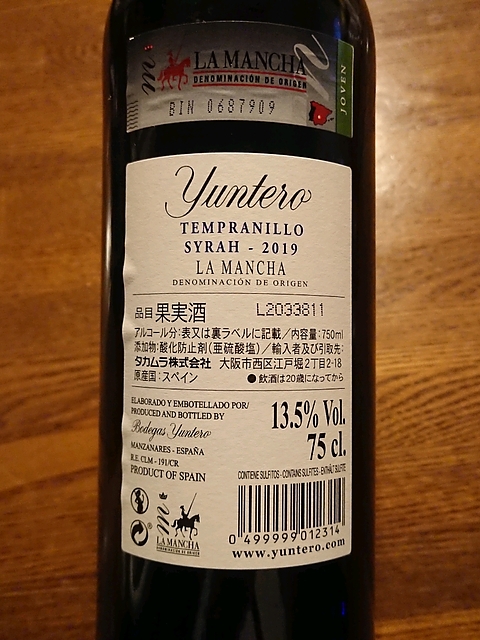 LA MANCHA
DENOMINACIÓN DE ORIGEN
BIN 0687909
JOVEN
Yuntero
TEMPRANILLO
SYRAH - 2019
LA MANCHA
DENOMINACIÓN DE ORIGEN
品目 果実酒 L2033811
アルコール分:表又は裏ラベルに記載／内容量:750ml
添加物:酸化防止剤(亜硫酸塩)／輸入者及び引取先:
タカムラ株式会社 大阪市西区江戸堀2丁目2-18
原産国:スペイン ●飲酒は20歳になってから
ELABORADO Y EMBOTELLADO POR/
PRODUCED AND BOTTLED BY
Bodegas Yuntero
MANZANARES - ESPAÑA
R.E. CLM - 191/CR
PRODUCT OF SPAIN
13.5% Vol.
75 cl.
CONTIENE SULFITOS - CONTAINS SULFITES - ENTHÄLT SULFITE
LA MANCHA
DENOMINACIÓN DE ORIGEN
0 499999 012314
www.yuntero.com